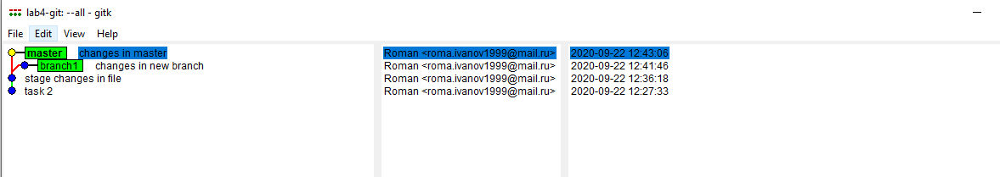 lab4-git: --all - gitk
File Edit View Help
master changes in master Roman <roma.ivanov1999@mail.ru> 2020-09-22 12:43:06
branch1 changes in new branch Roman <roma.ivanov1999@mail.ru> 2020-09-22 12:41:46
stage changes in file Roman <roma.ivanov1999@mail.ru> 2020-09-22 12:36:18
task 2 Roman <roma.ivanov1999@mail.ru> 2020-09-22 12:27:33